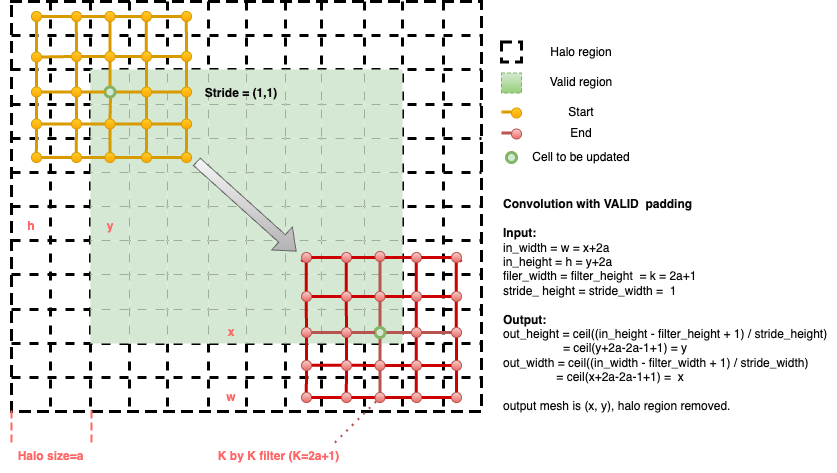 Stride = (1,1)
h
y
x
w
Halo size=a
K by K filter (K=2a+1)
Halo region
Valid region
Start
End
Cell to be updated
Convolution with VALID padding
Input:
in_width = w = x+2a
in_height = h = y+2a
filer_width = filter_height = k = 2a+1
stride_ height = stride_width = 1
Output:
out_height = ceil((in_height - filter_height + 1) / stride_height)
= ceil(y+2a-2a-1+1) = y
out_width = ceil((in_width - filter_width + 1) / stride_width)
= ceil(x+2a-2a-1+1) = x
output mesh is (x, y), halo region removed.